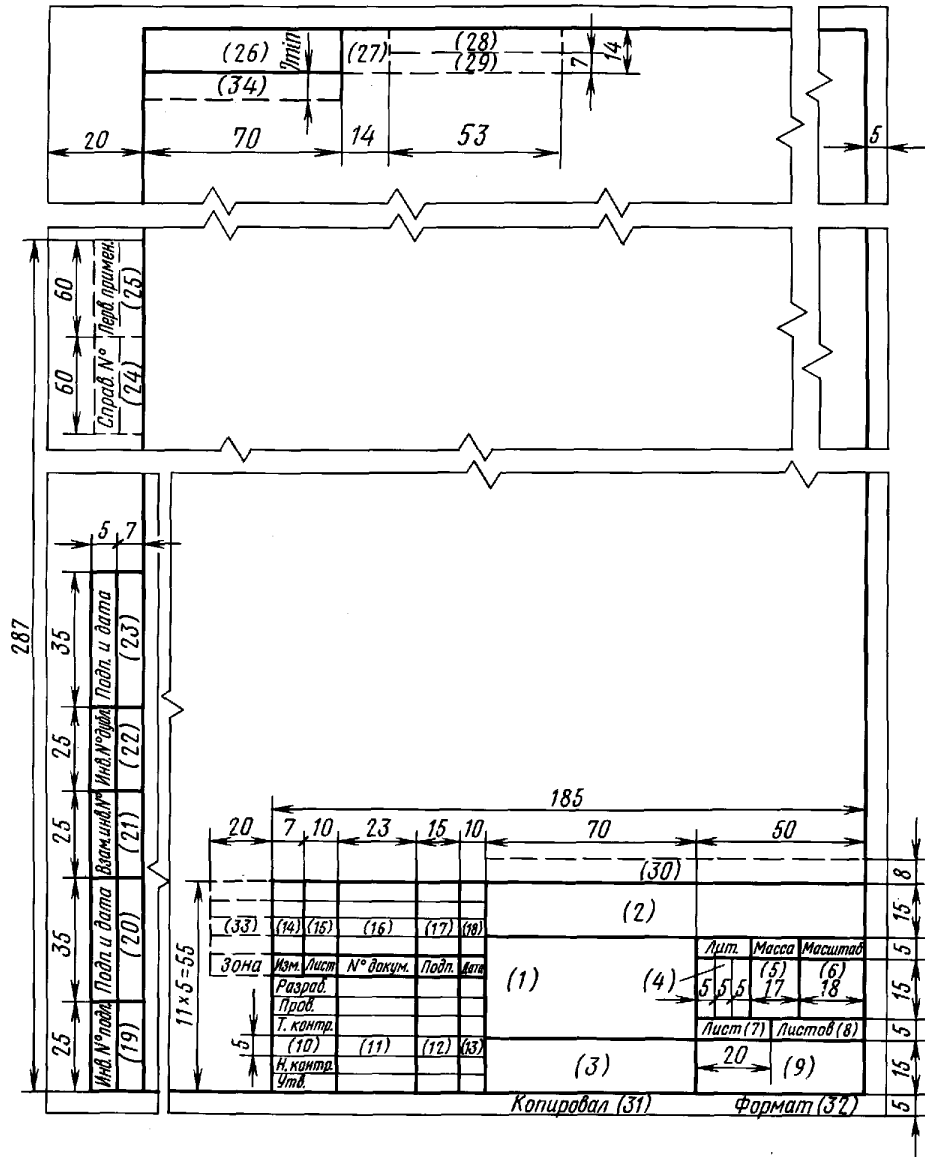 (26)
7min
(27)
(28)
(29)
7
14
(34)
20
70
14
53
5
287
60
Перв. примен.
(25)
60
Справ. №
(24)
5
7
35
Подп. и дата
(23)
25
Инв. № дубл.
(22)
25
Взам. инв. №
(21)
35
Подп. и дата
(20)
25
Инв. № подл.
(19)
185
20 7 10 23 15 10 70 50
(30)
8
(2)
15
(33) (14) (15) (16) (17) (18)
11×5=55
Лит. Масса Масштаб
5
Зона Изм. Лист № докум. Подп. Дата
(1)
(4)
(5)
(6)
5 5 5 17 18
15
Разраб.
Пров.
Т. контр.
Лист (7) Листов (8)
5
5
(10) (11) (12) (13)
(3)
20
(9)
15
Н. контр.
Утв.
Копировал (31) Формат (32)
5